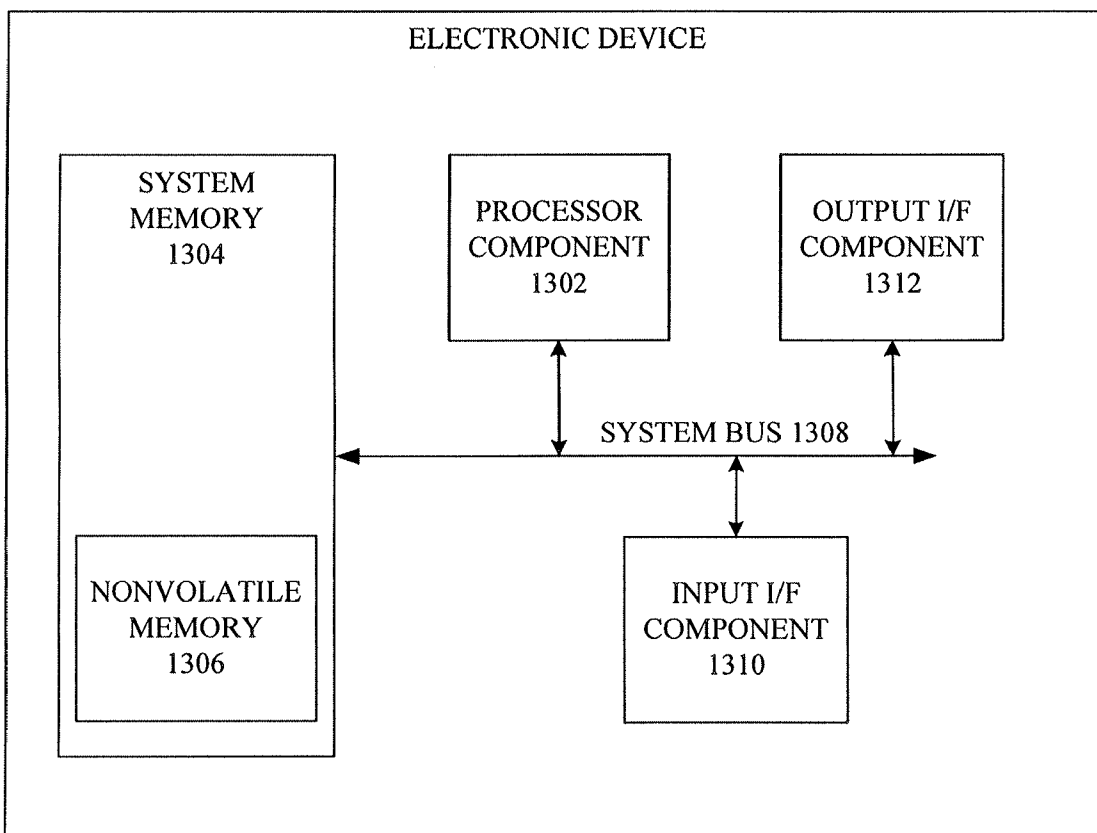 ELECTRONIC DEVICE
SYSTEM
MEMORY
1304
PROCESSOR
COMPONENT
1302
OUTPUT I/F
COMPONENT
1312
SYSTEM BUS 1308
NONVOLATILE
MEMORY
1306
INPUT I/F
COMPONENT
1310